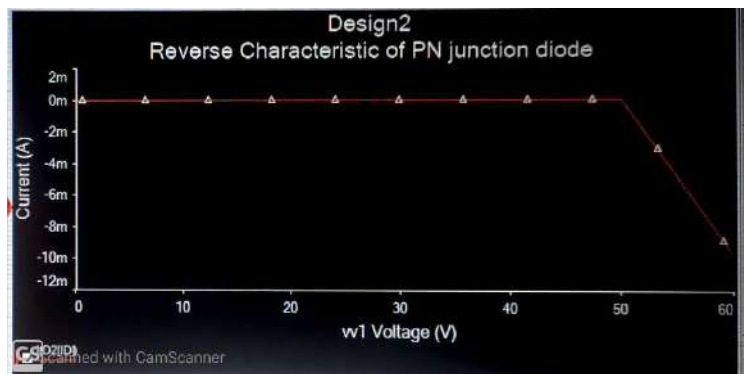 Design2
Reverse Characteristic of PN junction diode
2m
0m
-2m
-4m
-6m
-8m
-10m
-12m
Current (A)
0 10 20 30 40 50 60
vv1 Voltage (V)
Scanned with CamScanner